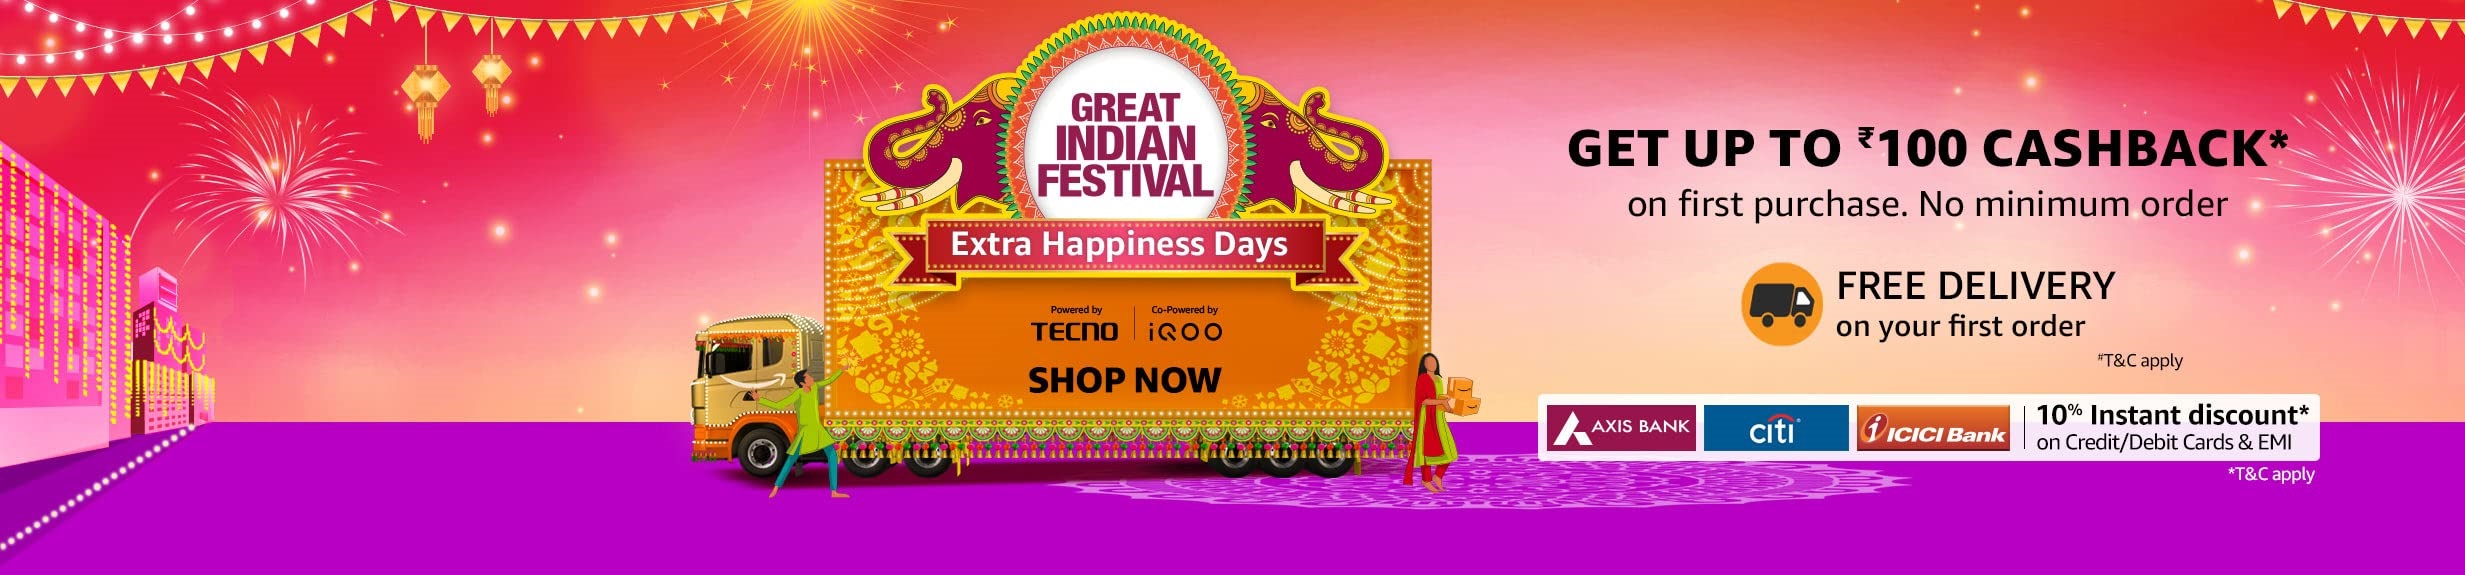 GREAT
INDIAN
FESTIVAL
Extra Happiness Days
Powered by
TECNO
Co-Powered by
iQOO
SHOP NOW
GET UP TO ₹100 CASHBACK*
on first purchase. No minimum order
FREE DELIVERY
on your first order
#T&C apply
AXIS BANK
citi
ICICI Bank
10% Instant discount*
on Credit/Debit Cards & EMI
*T&C apply